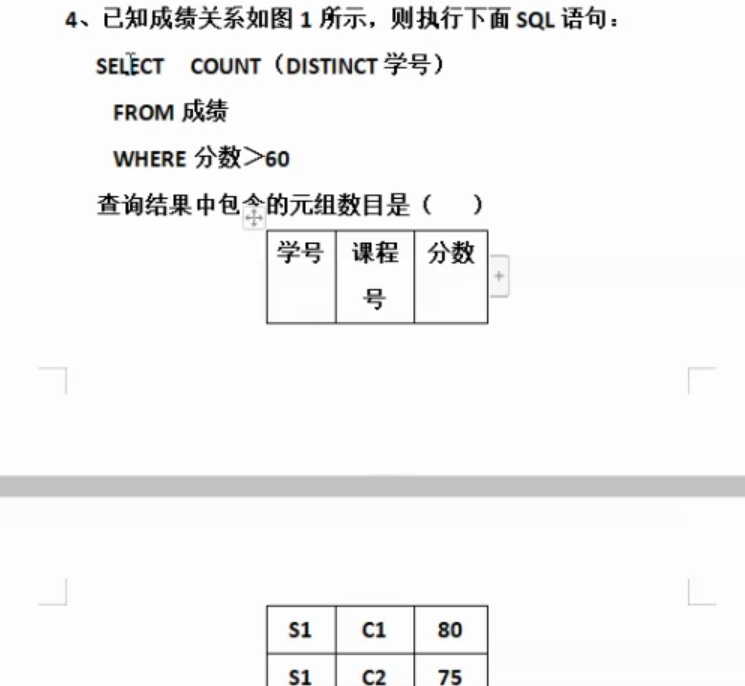 4、已知成绩关系如图1所示，则执行下面SQL语句：
SELECT COUNT（DISTINCT 学号）
FROM 成绩
WHERE 分数＞60
查询结果中包含的元组数目是（ ）
学号 课程号 分数
S1 C1 80
S1 C2 75